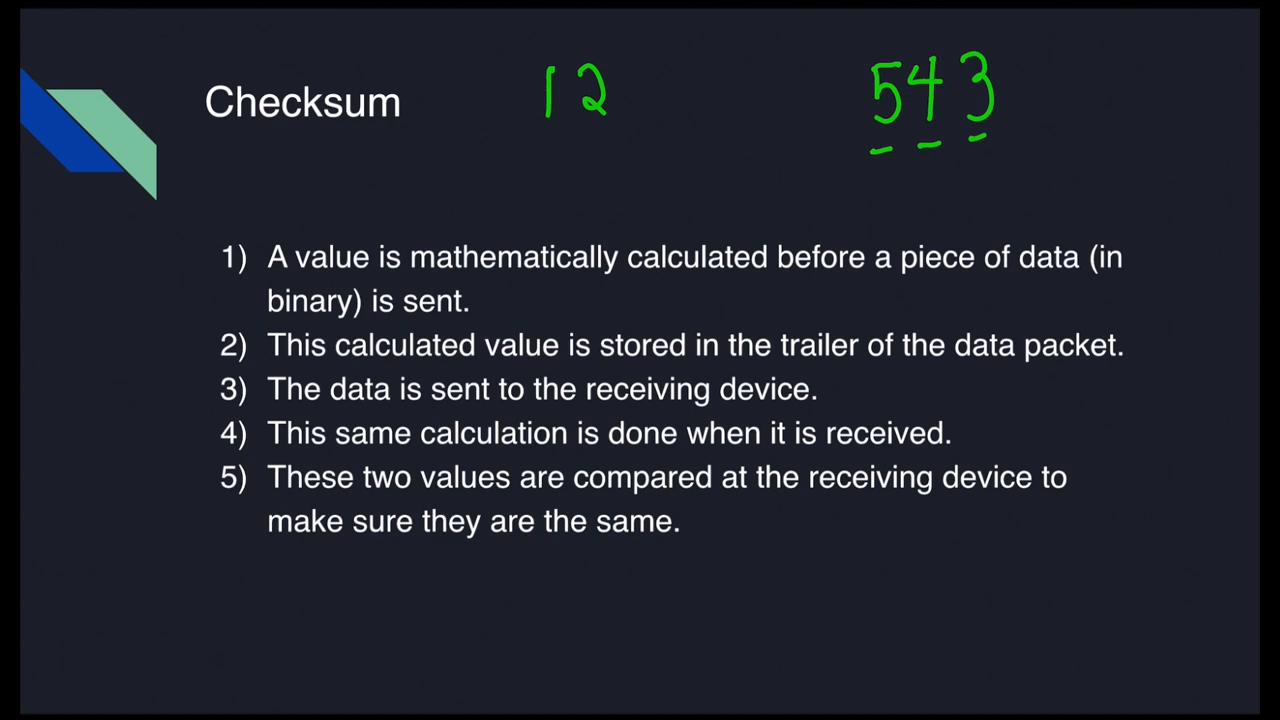 Checksum 12 543
1) A value is mathematically calculated before a piece of data (in
binary) is sent.
2) This calculated value is stored in the trailer of the data packet.
3) The data is sent to the receiving device.
4) This same calculation is done when it is received.
5) These two values are compared at the receiving device to
make sure they are the same.